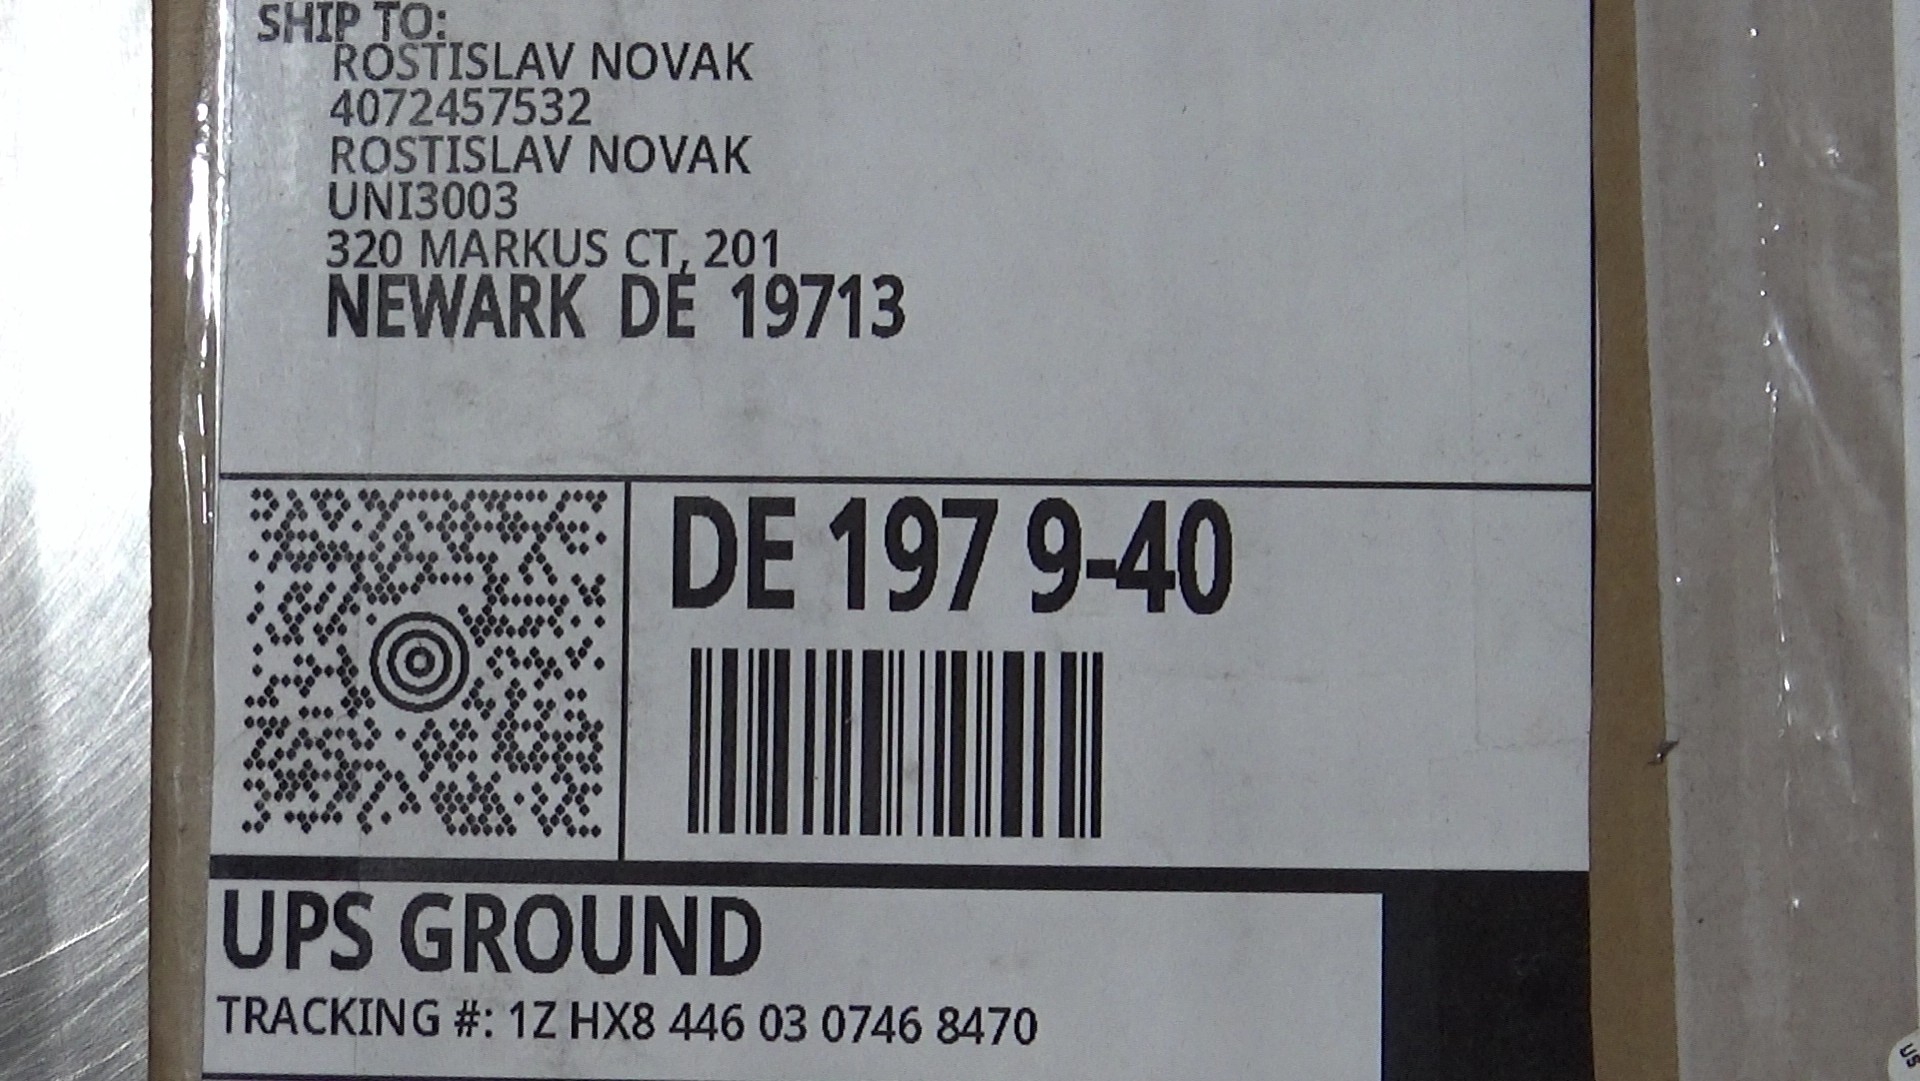 SHIP TO:
ROSTISLAV NOVAK
4072457532
ROSTISLAV NOVAK
UNI3003
320 MARKUS CT, 201
NEWARK DE 19713
DE 197 9-40
UPS GROUND
TRACKING #: 1Z HX8 446 03 0746 8470
US